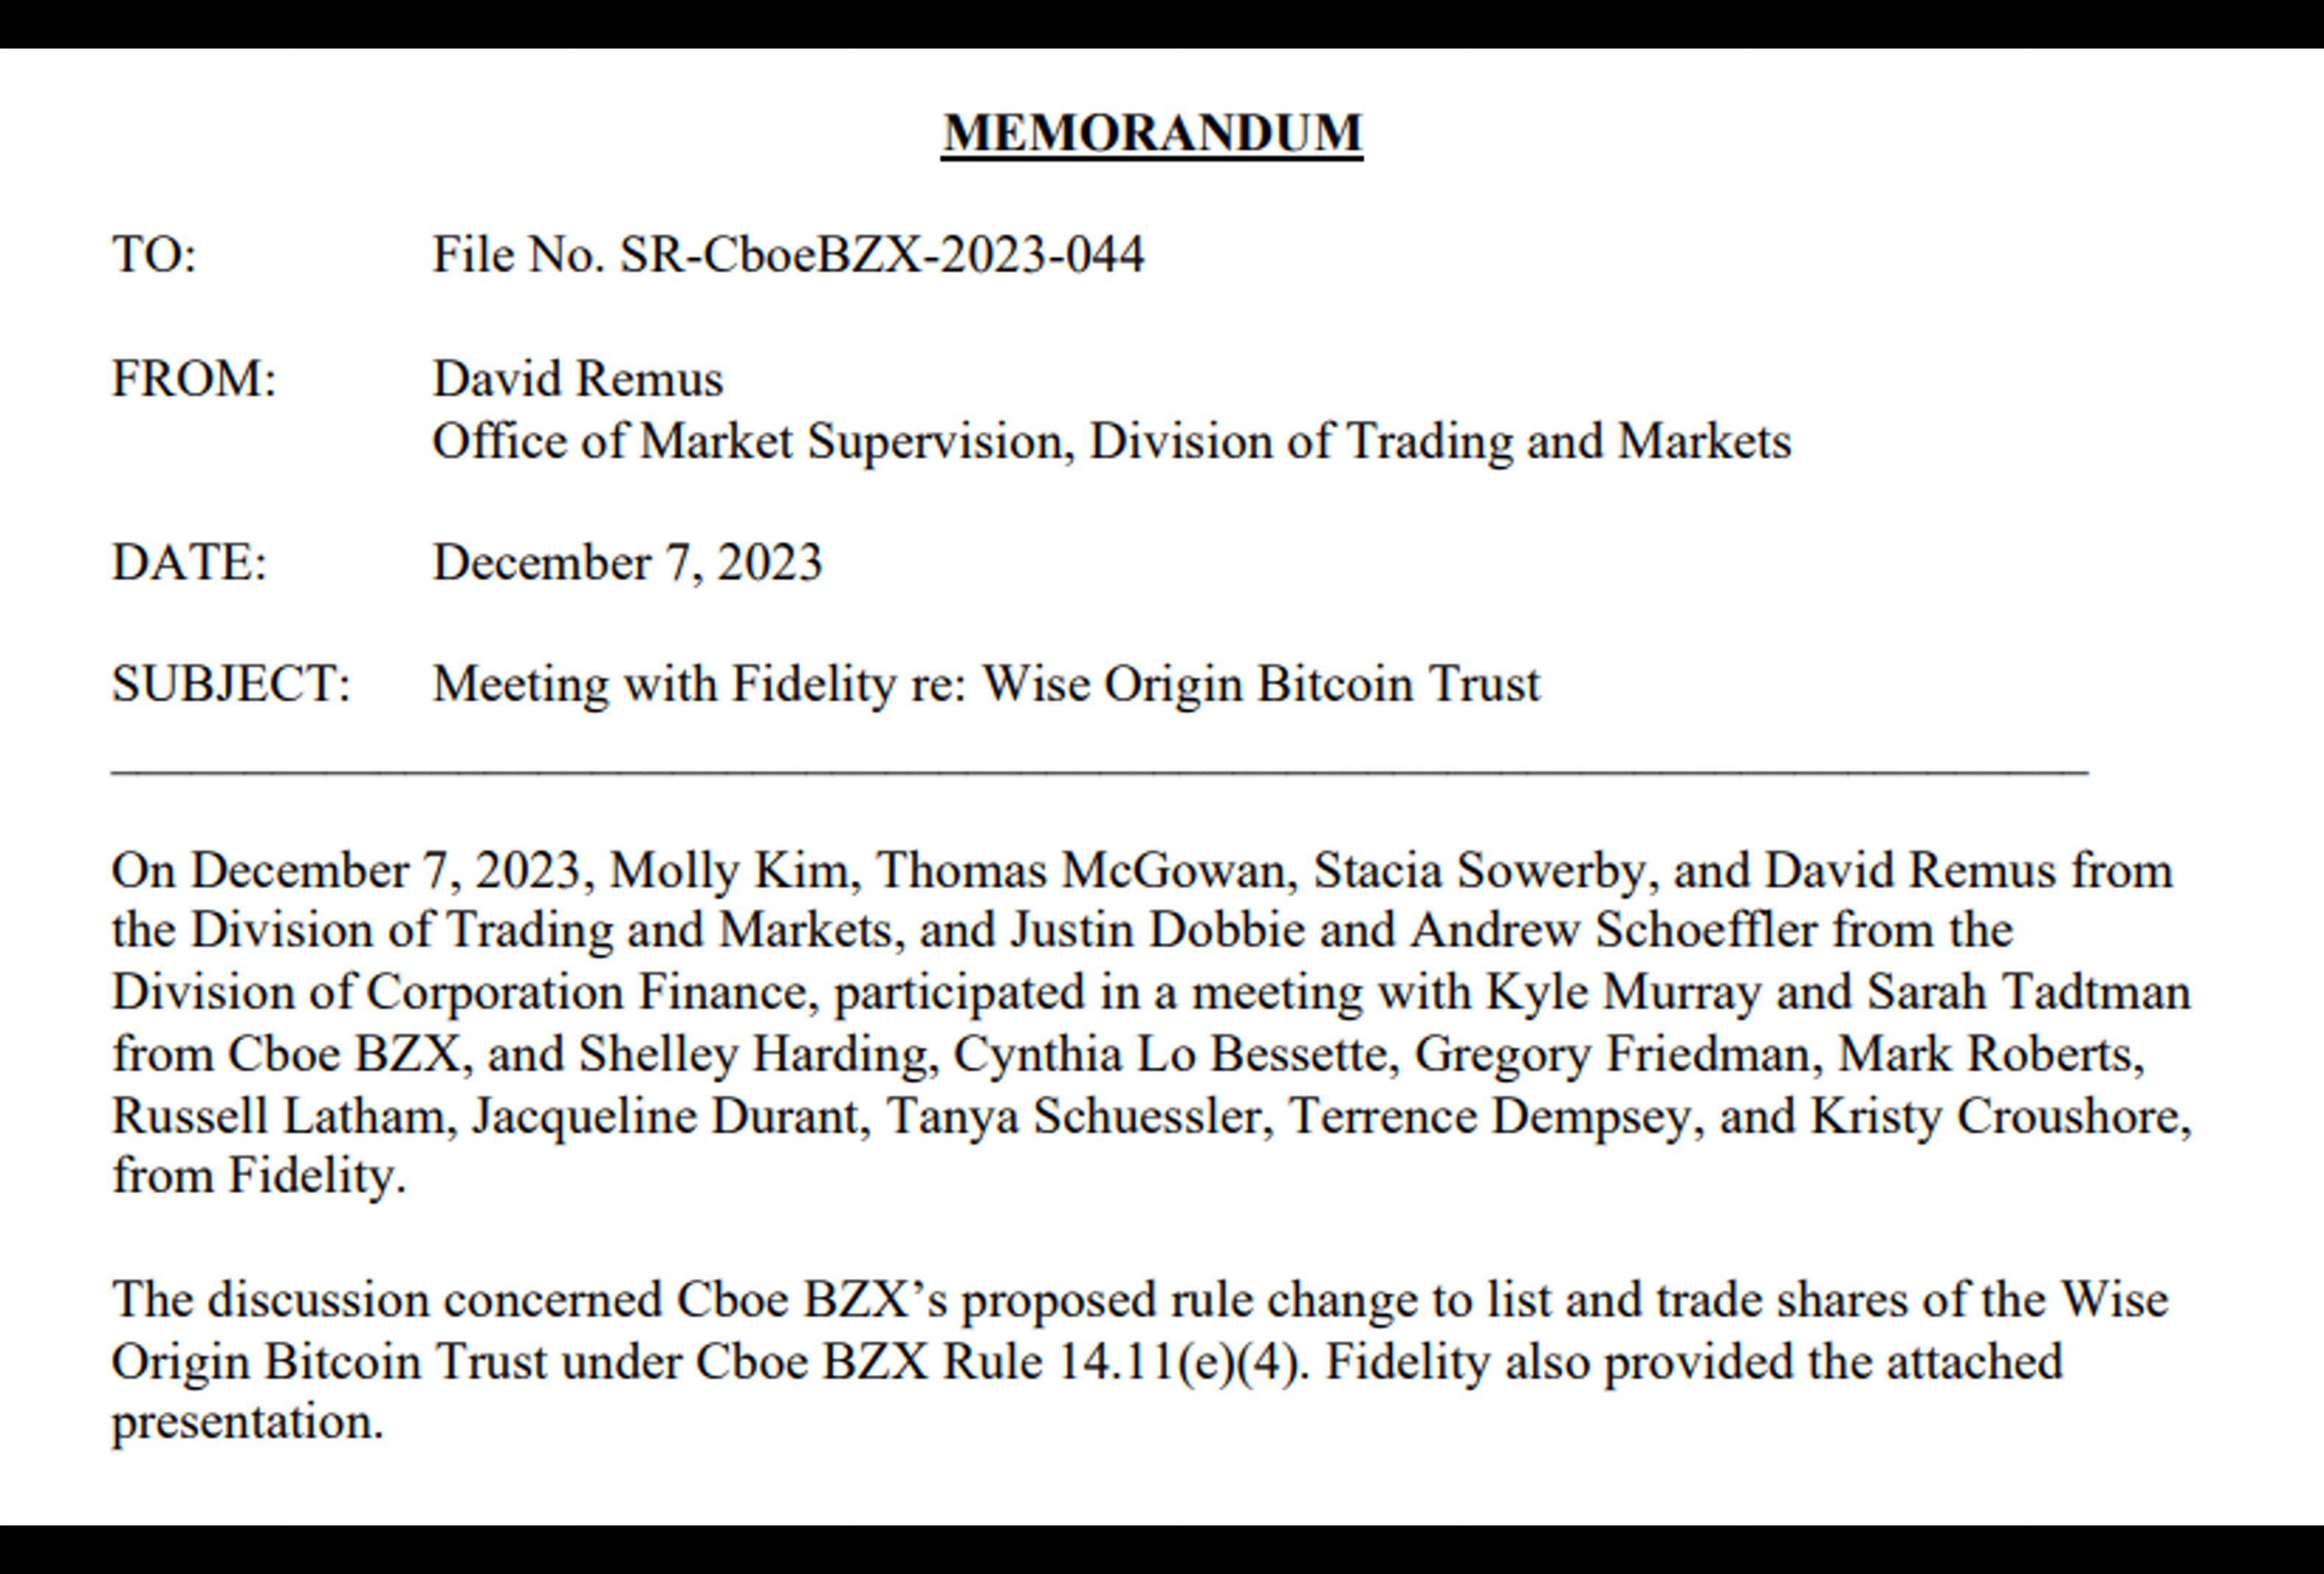 MEMORANDUM
TO: File No. SR-CboeBZX-2023-044
FROM: David Remus
Office of Market Supervision, Division of Trading and Markets
DATE: December 7, 2023
SUBJECT: Meeting with Fidelity re: Wise Origin Bitcoin Trust
On December 7, 2023, Molly Kim, Thomas McGowan, Stacia Sowerby, and David Remus from
the Division of Trading and Markets, and Justin Dobbie and Andrew Schoeffler from the
Division of Corporation Finance, participated in a meeting with Kyle Murray and Sarah Tadtman
from Cboe BZX, and Shelley Harding, Cynthia Lo Bessette, Gregory Friedman, Mark Roberts,
Russell Latham, Jacqueline Durant, Tanya Schuessler, Terrence Dempsey, and Kristy Croushore,
from Fidelity.
The discussion concerned Cboe BZX’s proposed rule change to list and trade shares of the Wise
Origin Bitcoin Trust under Cboe BZX Rule 14.11(e)(4). Fidelity also provided the attached
presentation.